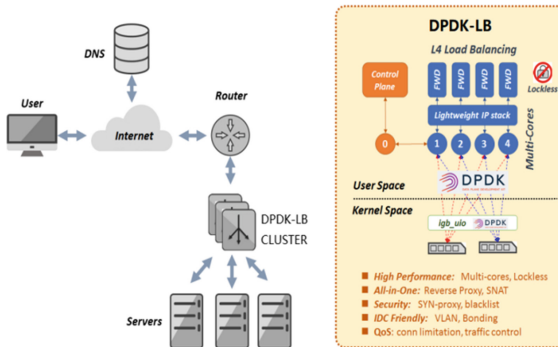 DNS
User
Internet
Router
DPDK-LB
CLUSTER
Servers
DPDK-LB
L4 Load Balancing
Control
Plane
FWD
FWD
FWD
FWD
Lockless
Lightweight IP stack
Multi-Cores
0
1
2
3
4
DPDK
User Space
Kernel Space
igb_uio
DPDK
High Performance: Multi-cores, Lockless
All-in-One: Reverse Proxy, SNAT
Security: SYN-proxy, blacklist
IDC Friendly: VLAN, Bonding
QoS: conn limitation, traffic control